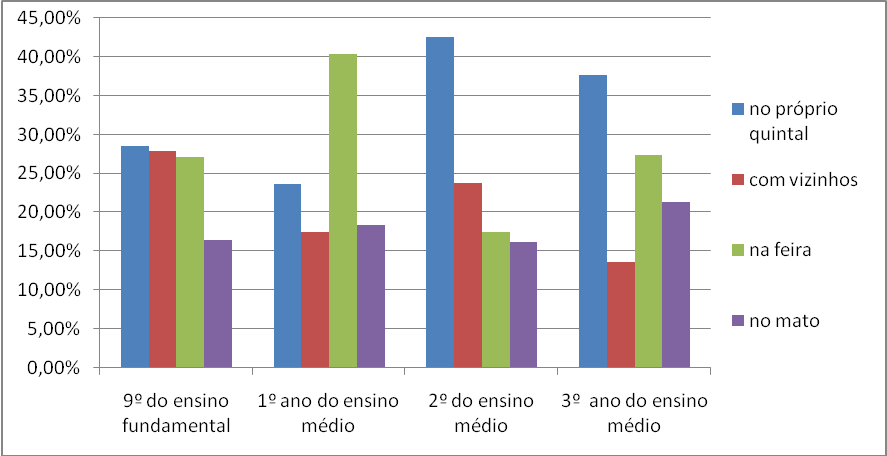 45,00%
40,00%
35,00%
30,00%
25,00%
20,00%
15,00%
10,00%
5,00%
0,00%
9º do ensino
fundamental
1º ano do ensino
médio
2º do ensino
médio
3º ano do ensino
médio
no próprio
quintal
com vizinhos
na feira
no mato